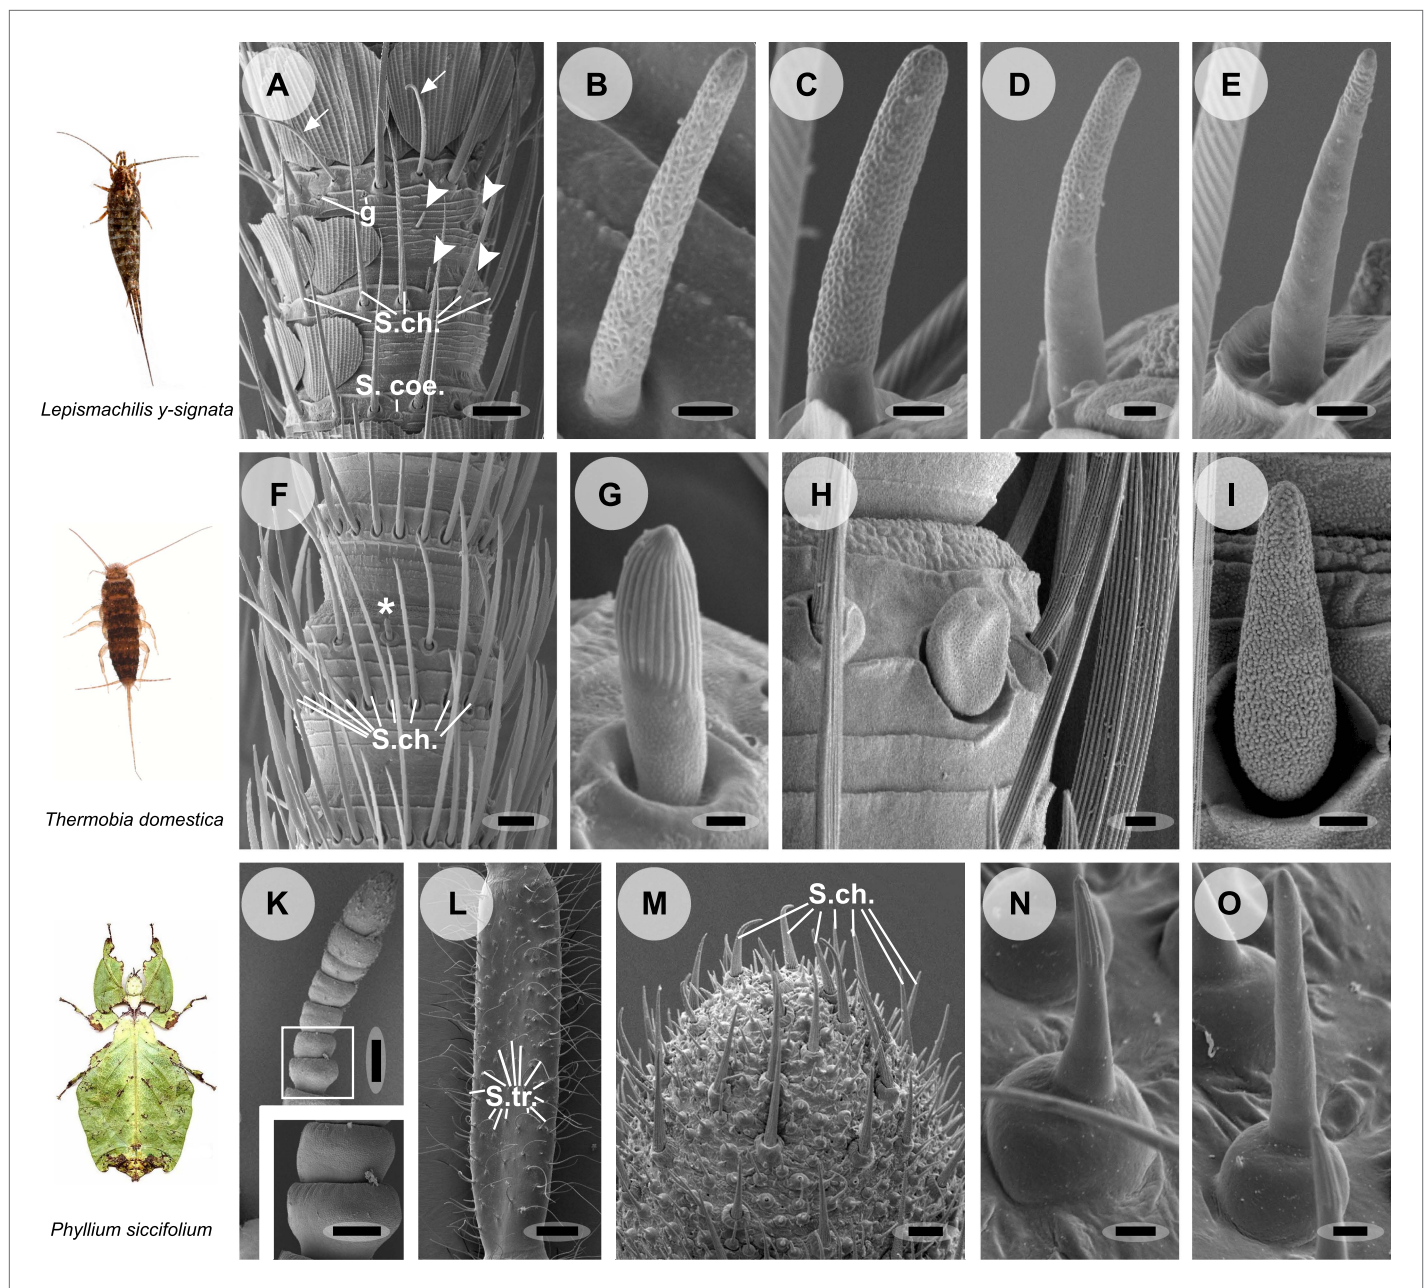 A
B
C
D
E
g
S.ch.
S. coe.
Lepismachilis y-signata
F
G
H
I
*
S.ch.
Thermobia domestica
K
L
M
N
O
S.ch.
S.tr.
Phyllium siccifolium